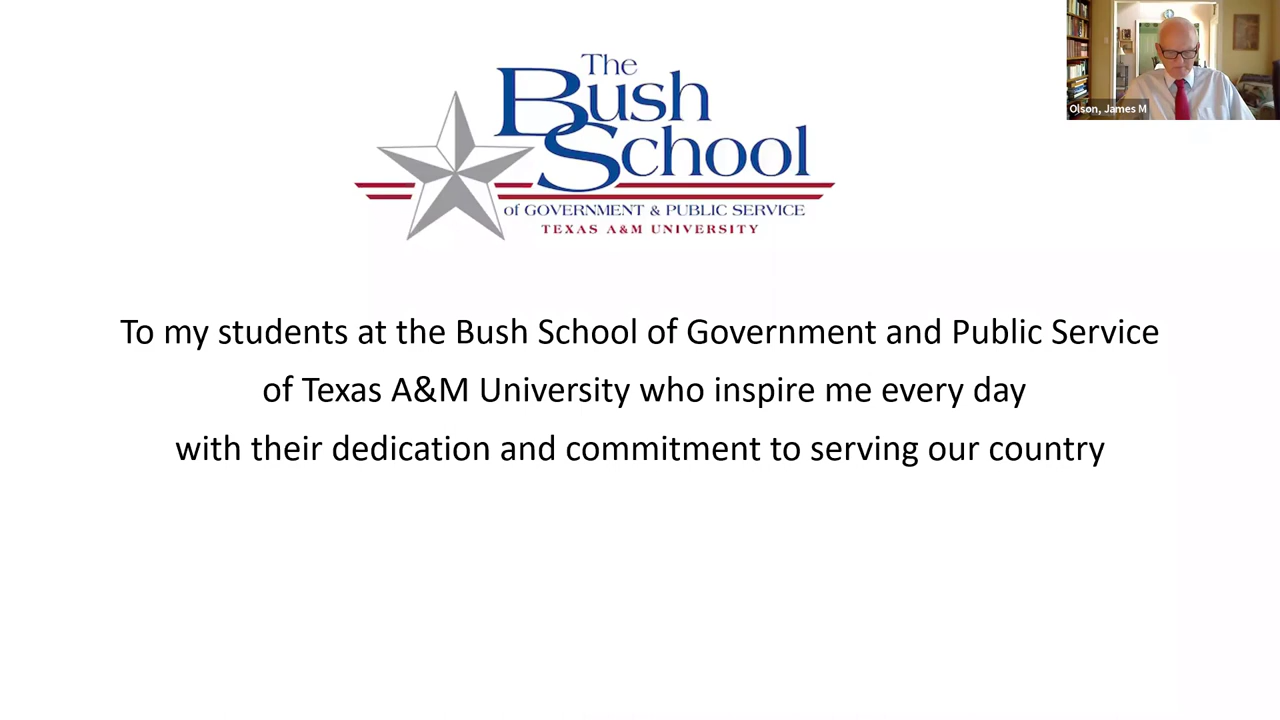 The
Bush
School
of GOVERNMENT & PUBLIC SERVICE
TEXAS A&M UNIVERSITY
Olson, James M
To my students at the Bush School of Government and Public Service
of Texas A&M University who inspire me every day
with their dedication and commitment to serving our country